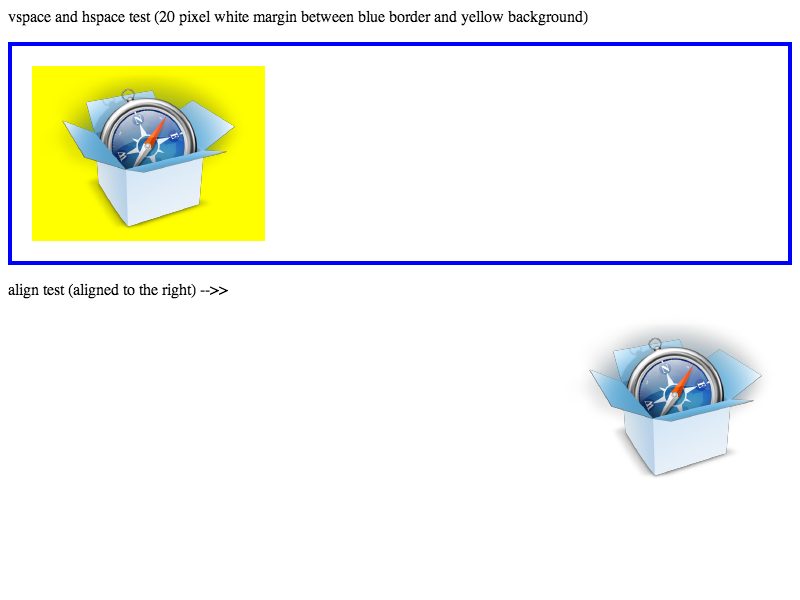 vspace and hspace test (20 pixel white margin between blue border and yellow background)
N
E
W
align test (aligned to the right) -->>
N
E
W